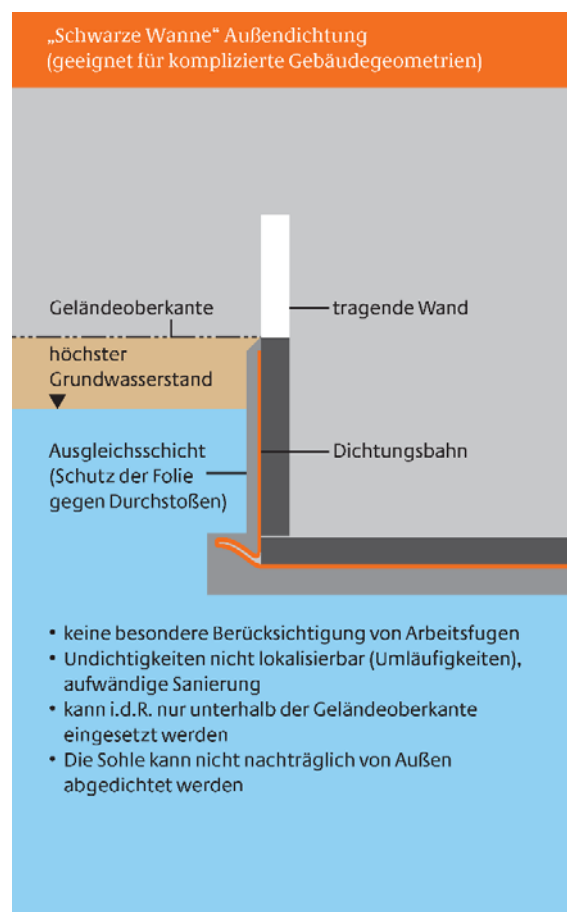 „Schwarze Wanne“ Außendichtung
(geeignet für komplizierte Gebäudegeometrien)
Geländeoberkante
tragende Wand
höchster
Grundwasserstand
Ausgleichsschicht
(Schutz der Folie
gegen Durchstoßen)
Dichtungsbahn
• keine besondere Berücksichtigung von Arbeitsfugen
• Undichtigkeiten nicht lokalisierbar (Umläufigkeiten),
aufwändige Sanierung
• kann i.d.R. nur unterhalb der Geländeoberkante
eingesetzt werden
• Die Sohle kann nicht nachträglich von Außen
abgedichtet werden